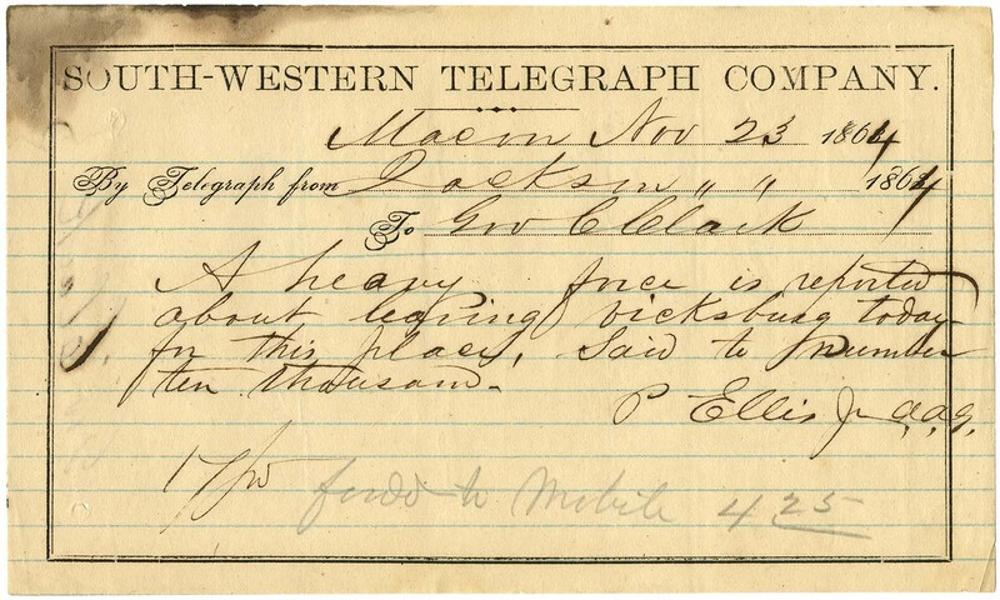 SOUTH-WESTERN TELEGRAPH COMPANY.
Macon Nov 23 1864
By Telegraph from Jackson " " 1864
To Gov C Clark
A heavy force is reported
about leaving Vicksburg today
for this place, Said to number
ten thousand.
P Ellis Jr a.a.G.
17/
forwd to Mobile 4 25